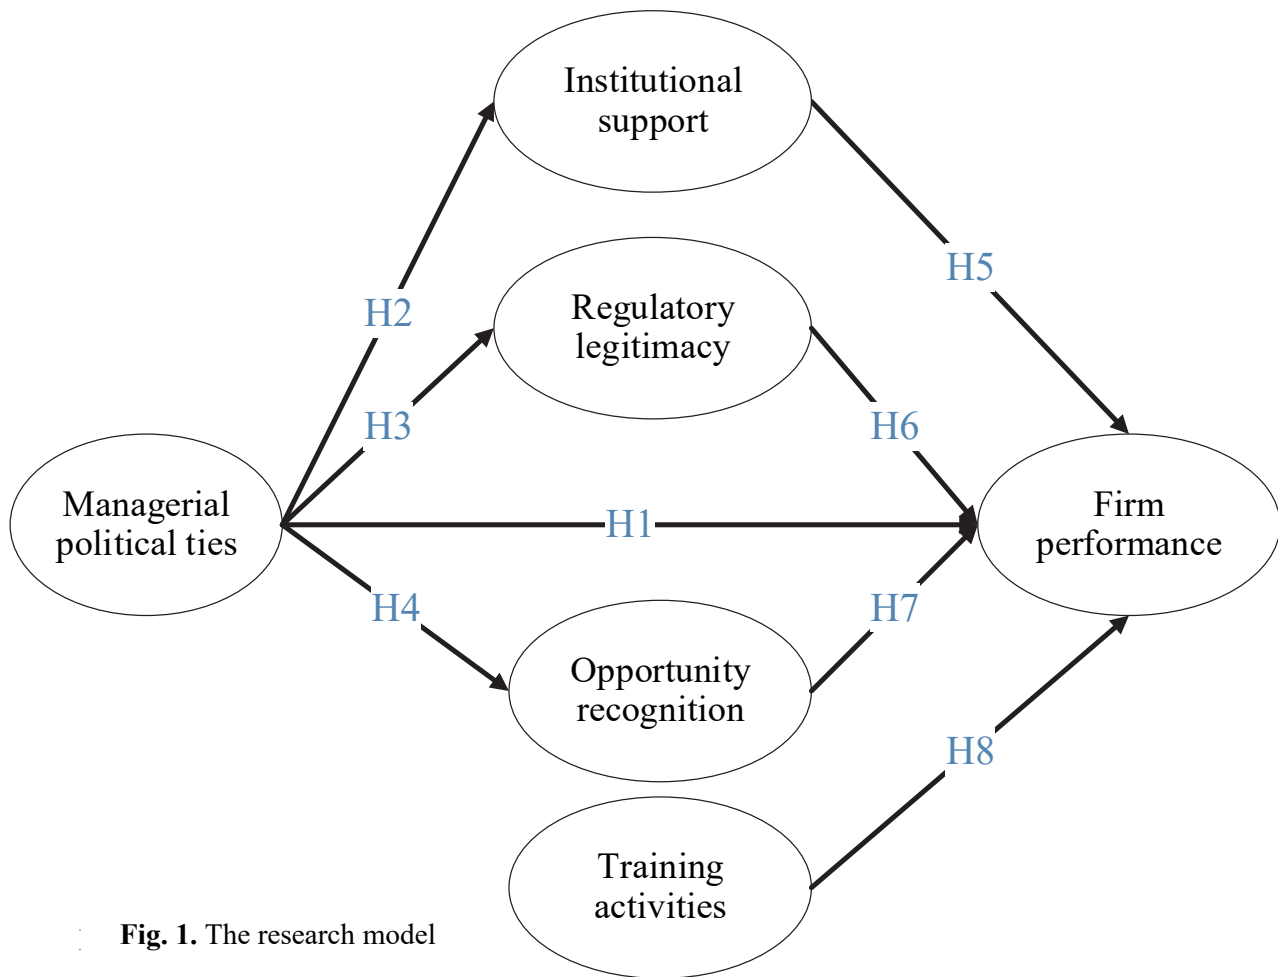 Institutional
support
H5
H2
Regulatory
legitimacy
H3
H6
Managerial
political ties
H1
Firm
performance
H4
H7
Opportunity
recognition
H8
Training
activities
Fig. 1. The research model